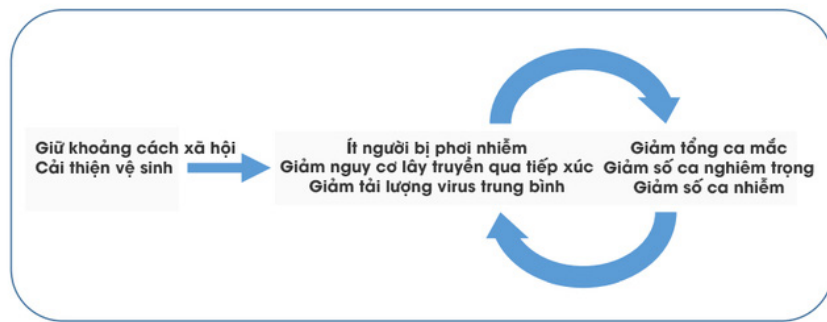 Giữ khoảng cách xã hội
Cải thiện vệ sinh
Ít người bị phơi nhiễm
Giảm nguy cơ lây truyền qua tiếp xúc
Giảm tải lượng virus trung bình
Giảm tổng ca mắc
Giảm số ca nghiêm trọng
Giảm số ca nhiễm